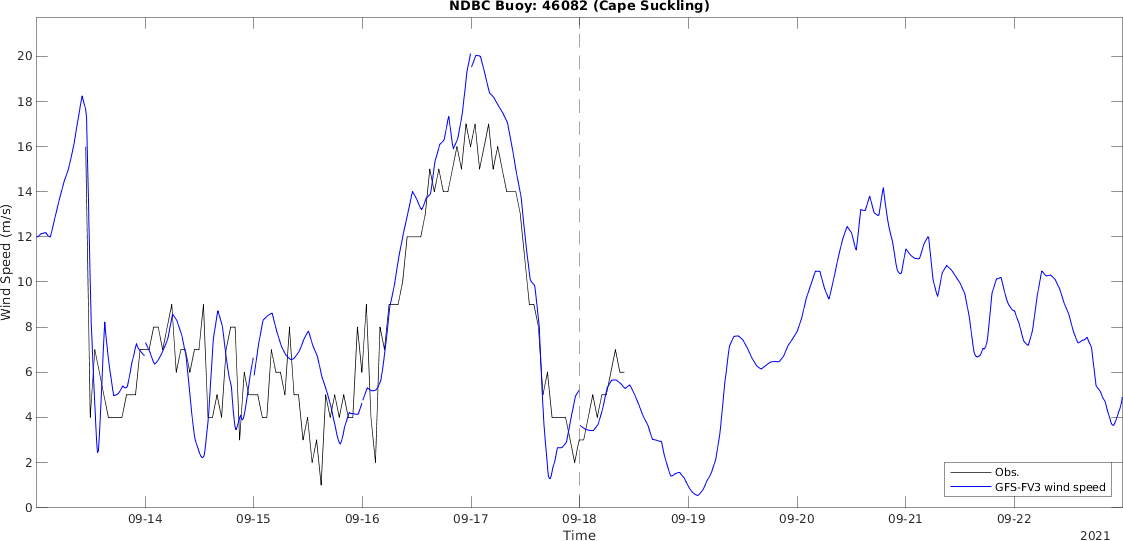 NDBC Buoy: 46082 (Cape Suckling)
Wind Speed (m/s)
20
18
16
14
12
10
8
6
4
2
0
09-14 09-15 09-16 09-17 09-18 09-19 09-20 09-21 09-22
Time
2021
Obs.
GFS-FV3 wind speed